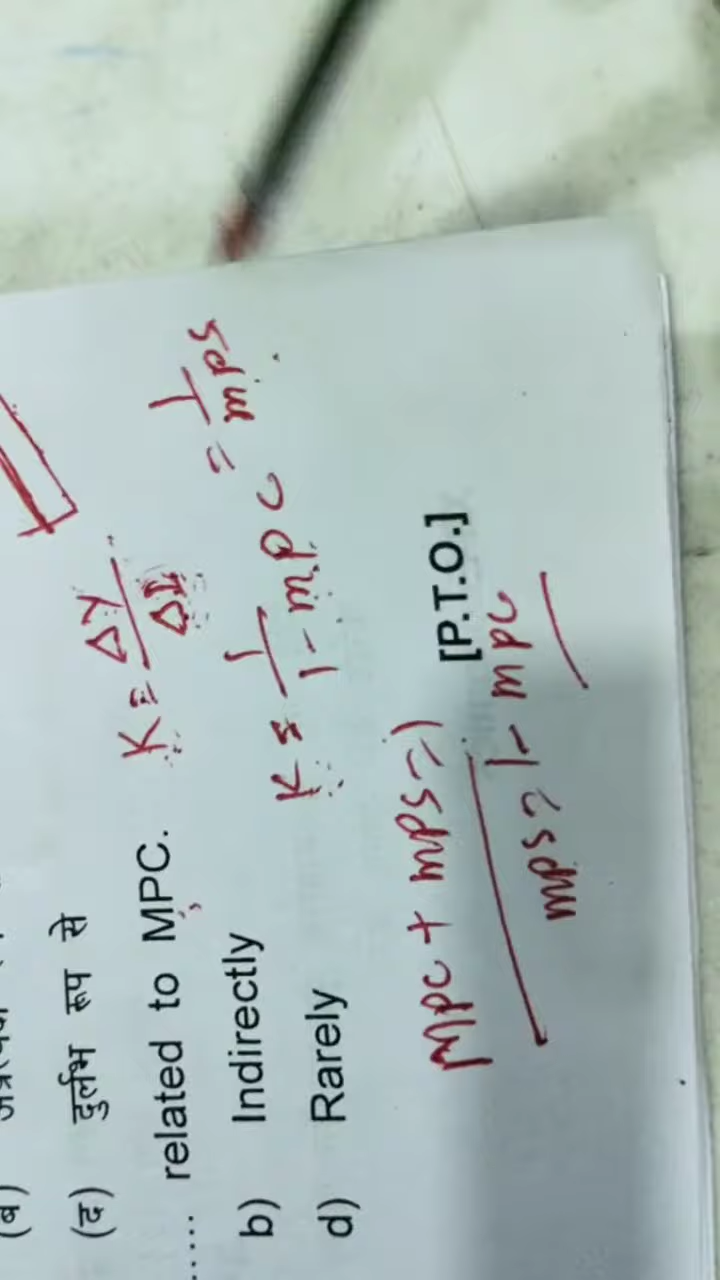 (द) दुर्लभ रूप से
..... related to MPC.
b) Indirectly
d) Rarely
[P.T.O.]
K = ΔY/ΔI
K = 1/1-mpc = 1/mps
MPC + mps = 1
mps = 1 - mpc